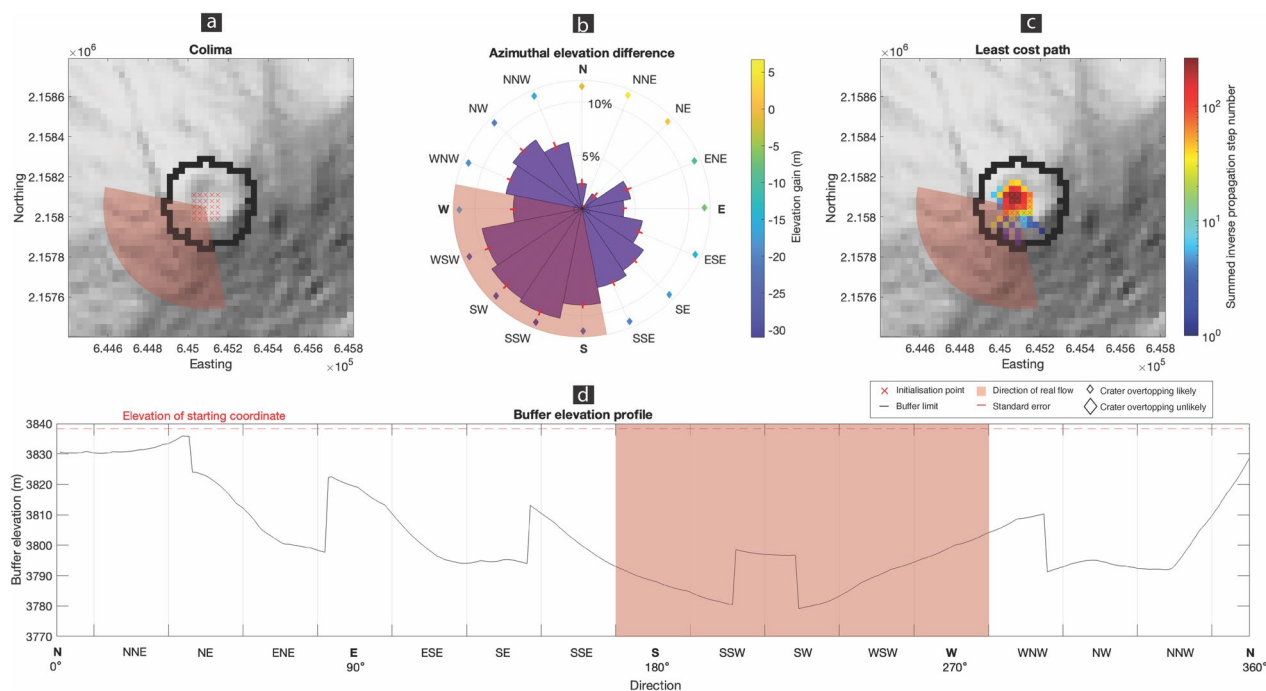 a
Colima
×10⁶
2.1586
2.1584
2.1582
2.158
2.1578
2.1576
Northing
6.446 6.448 6.45 6.452 6.454 6.456 6.458
Easting
×10⁵
b
Azimuthal elevation difference
N
NNE
NE
ENE
E
ESE
SE
SSE
S
SSW
SW
WSW
W
WNW
NW
NNW
10%
5%
5
0
-5
-10
-15
-20
-25
-30
Elevation gain (m)
c
Least cost path
×10⁶
2.1586
2.1584
2.1582
2.158
2.1578
2.1576
Northing
6.446 6.448 6.45 6.452 6.454 6.456 6.458
Easting
×10⁵
10²
10¹
10⁰
Summed inverse propagation step number
Initialisation point
Direction of real flow
Crater overtopping likely
Buffer limit
Standard error
Crater overtopping unlikely
d
Elevation of starting coordinate
Buffer elevation profile
3840
3830
3820
3810
3800
3790
3780
3770
Buffer elevation (m)
N NNE NE ENE E ESE SE SSE S SSW SW WSW W WNW NW NNW N
0° 90° 180° 270° 360°
Direction